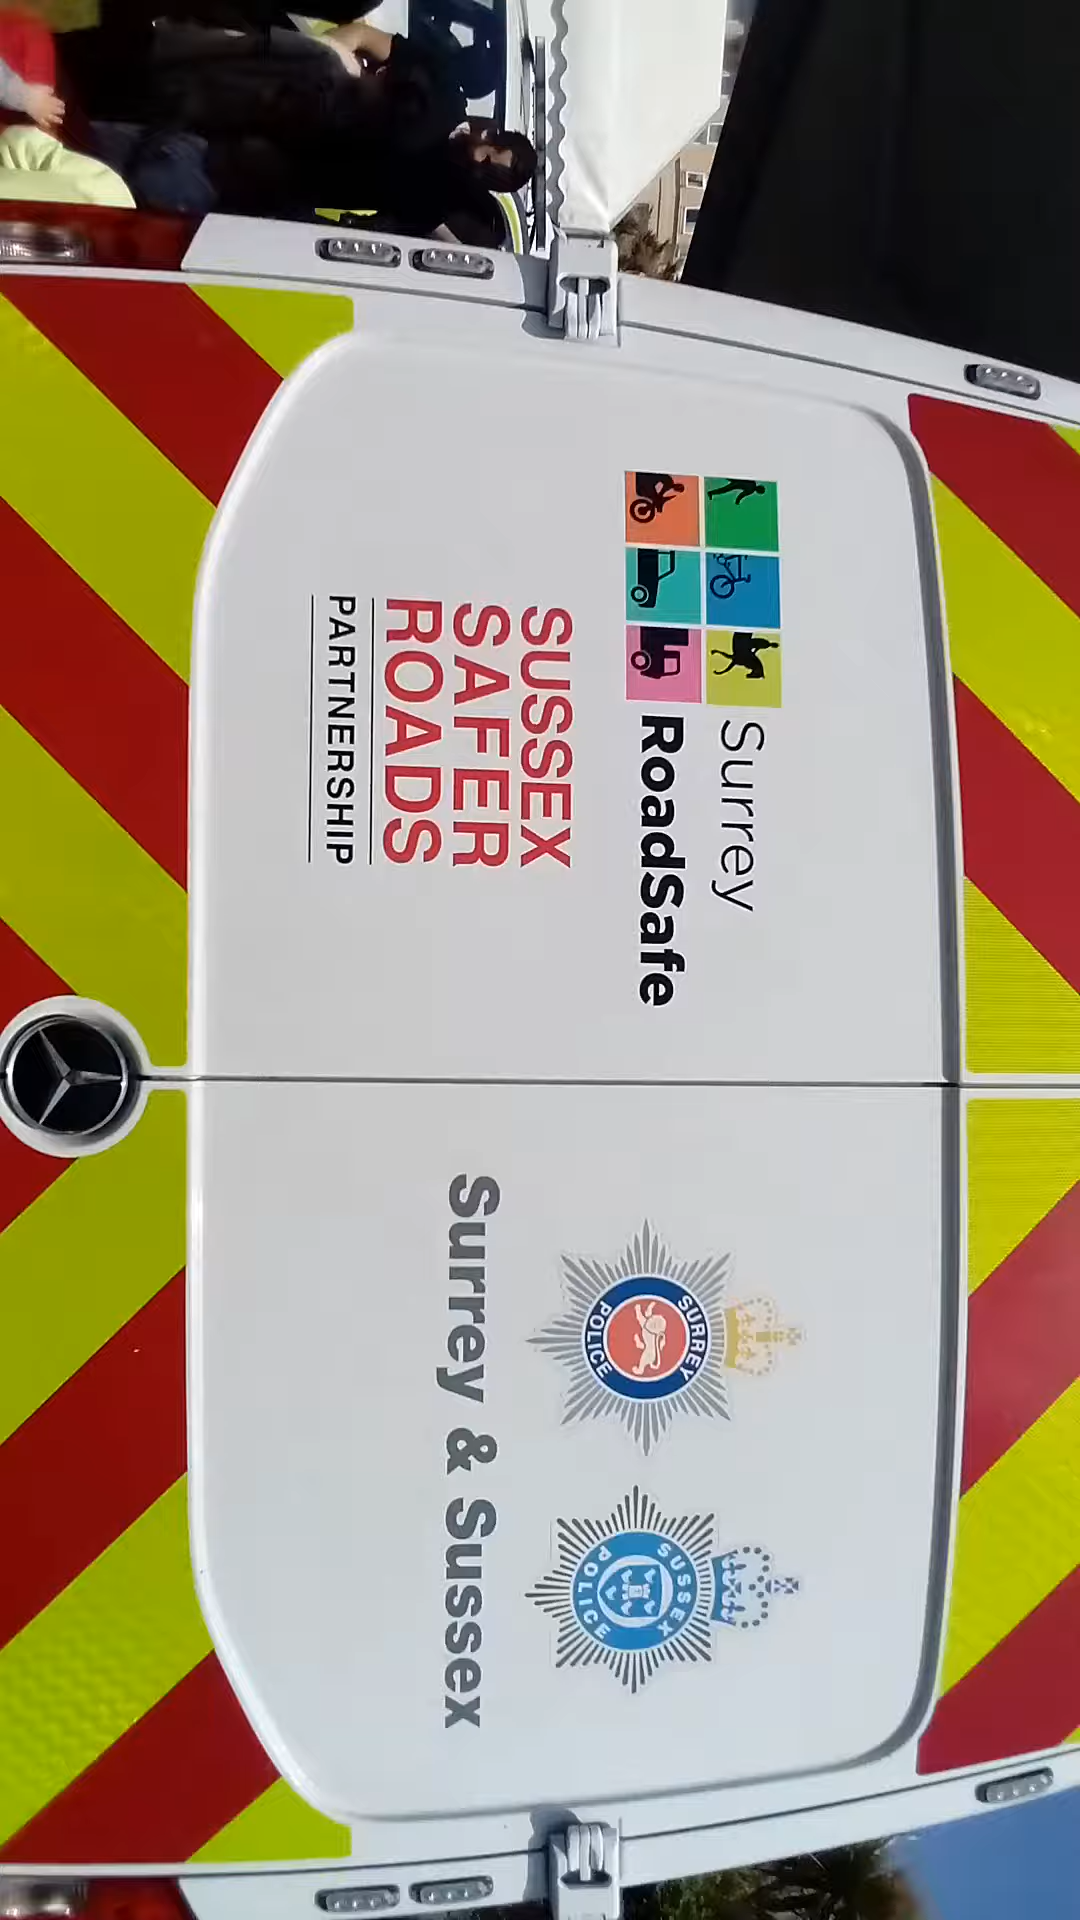 Surrey
RoadSafe
SUSSEX
SAFER
ROADS
PARTNERSHIP
SURREY
POLICE
SUSSEX
POLICE
Surrey & Sussex